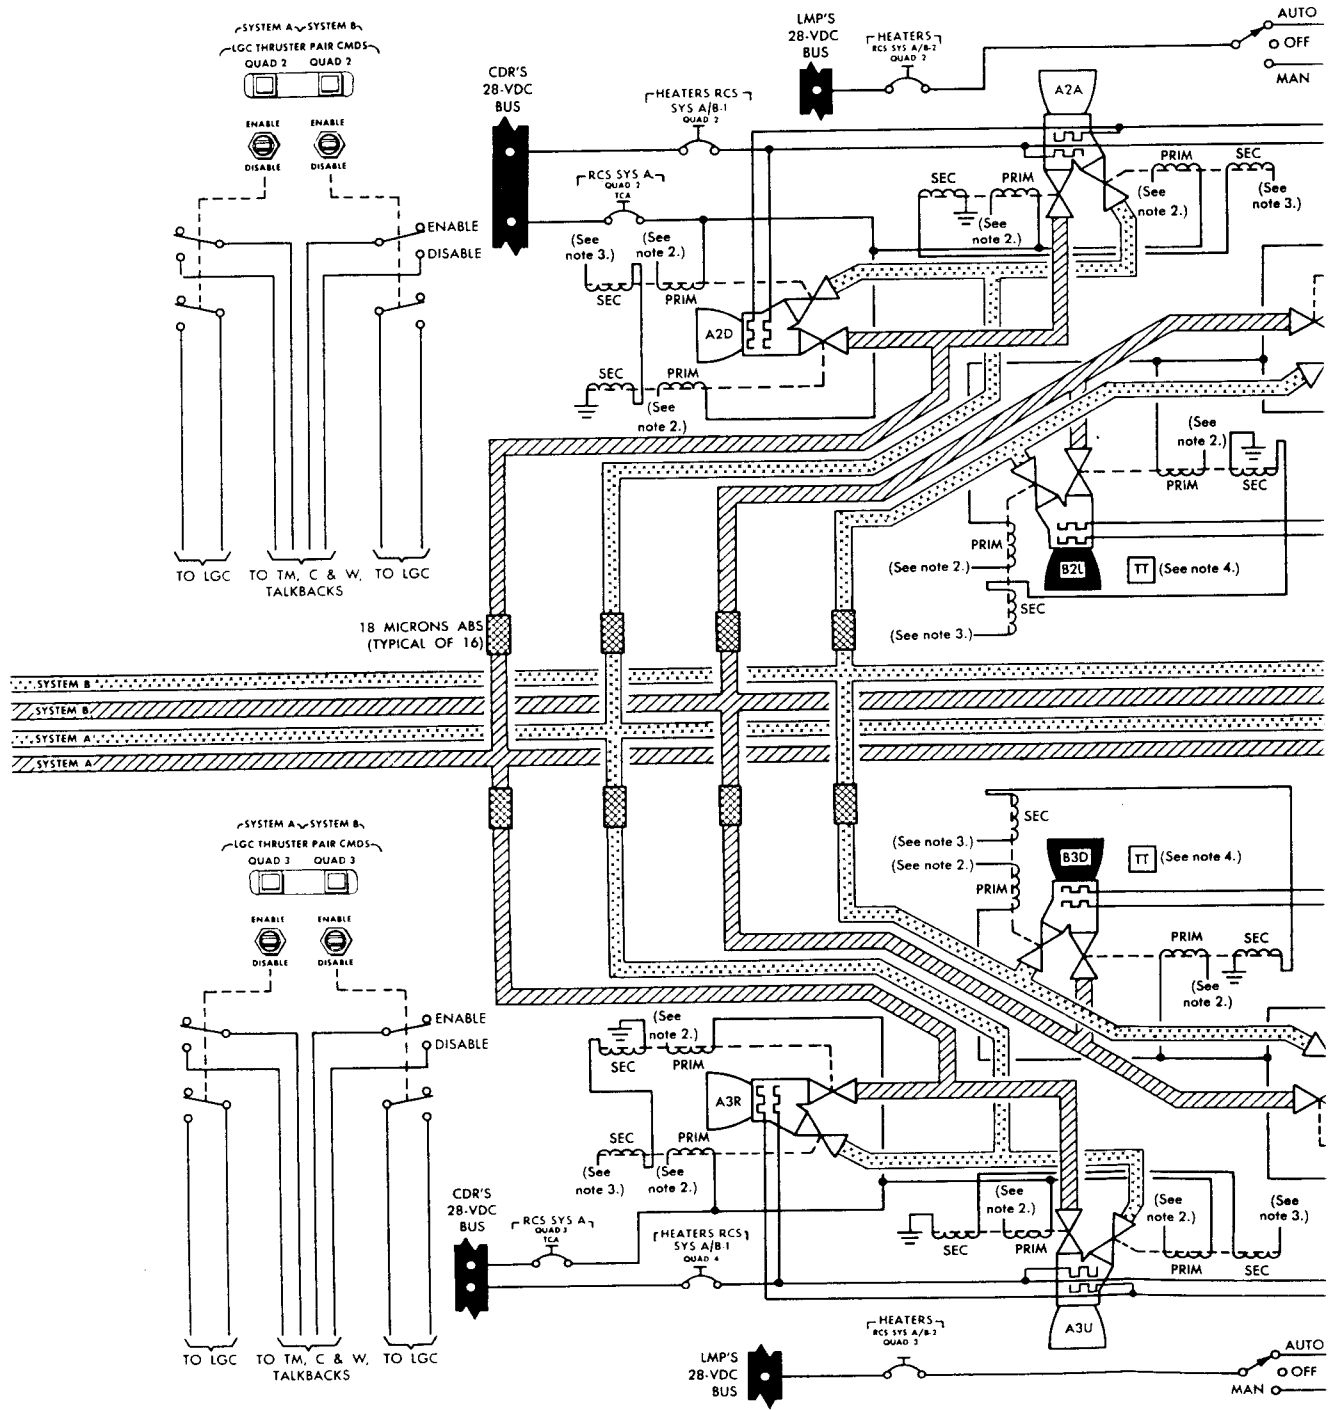 SYSTEM A SYSTEM B
LGC THRUSTER PAIR CMDS
QUAD 2 QUAD 2
ENABLE ENABLE
DISABLE DISABLE
ENABLE
DISABLE
TO LGC TO TM, C & W, TO LGC
TALKBACKS
CDR'S
28-VDC
BUS
LMP'S
28-VDC
BUS
HEATERS
RCS SYS A/B-2
QUAD 2
AUTO
OFF
MAN
HEATERS RCS
SYS A/B-1
QUAD 2
RCS SYS A
QUAD 2
TCA
A2A
PRIM SEC
(See
note 2.)
(See
note 3.)
SEC PRIM
(See
note 2.)
(See
note 3.)
(See
note 2.)
SEC PRIM
A2D
SEC PRIM
(See
note 2.)
(See
note 2.)
PRIM SEC
PRIM
(See note 2.)
SEC
(See note 3.)
B2L
TT (See note 4.)
18 MICRONS ABS
(TYPICAL OF 16)
SYSTEM B
SYSTEM B
SYSTEM A
SYSTEM A
SYSTEM A SYSTEM B
LGC THRUSTER PAIR CMDS
QUAD 3 QUAD 3
ENABLE ENABLE
DISABLE DISABLE
ENABLE
DISABLE
TO LGC TO TM, C & W, TO LGC
TALKBACKS
SEC
(See note 3.)
(See note 2.)
PRIM
B3D
TT (See note 4.)
PRIM SEC
(See
note 2.)
(See
note 2.)
SEC PRIM
A3R
SEC PRIM
(See
note 3.)
(See
note 2.)
CDR'S
28-VDC
BUS
RCS SYS A
QUAD 3
TCA
HEATERS RCS
SYS A/B-1
QUAD 4
(See
note 2.)
SEC PRIM
(See
note 2.)
(See
note 3.)
PRIM SEC
A3U
LMP'S
28-VDC
BUS
HEATERS
RCS SYS A/B-2
QUAD 3
AUTO
OFF
MAN